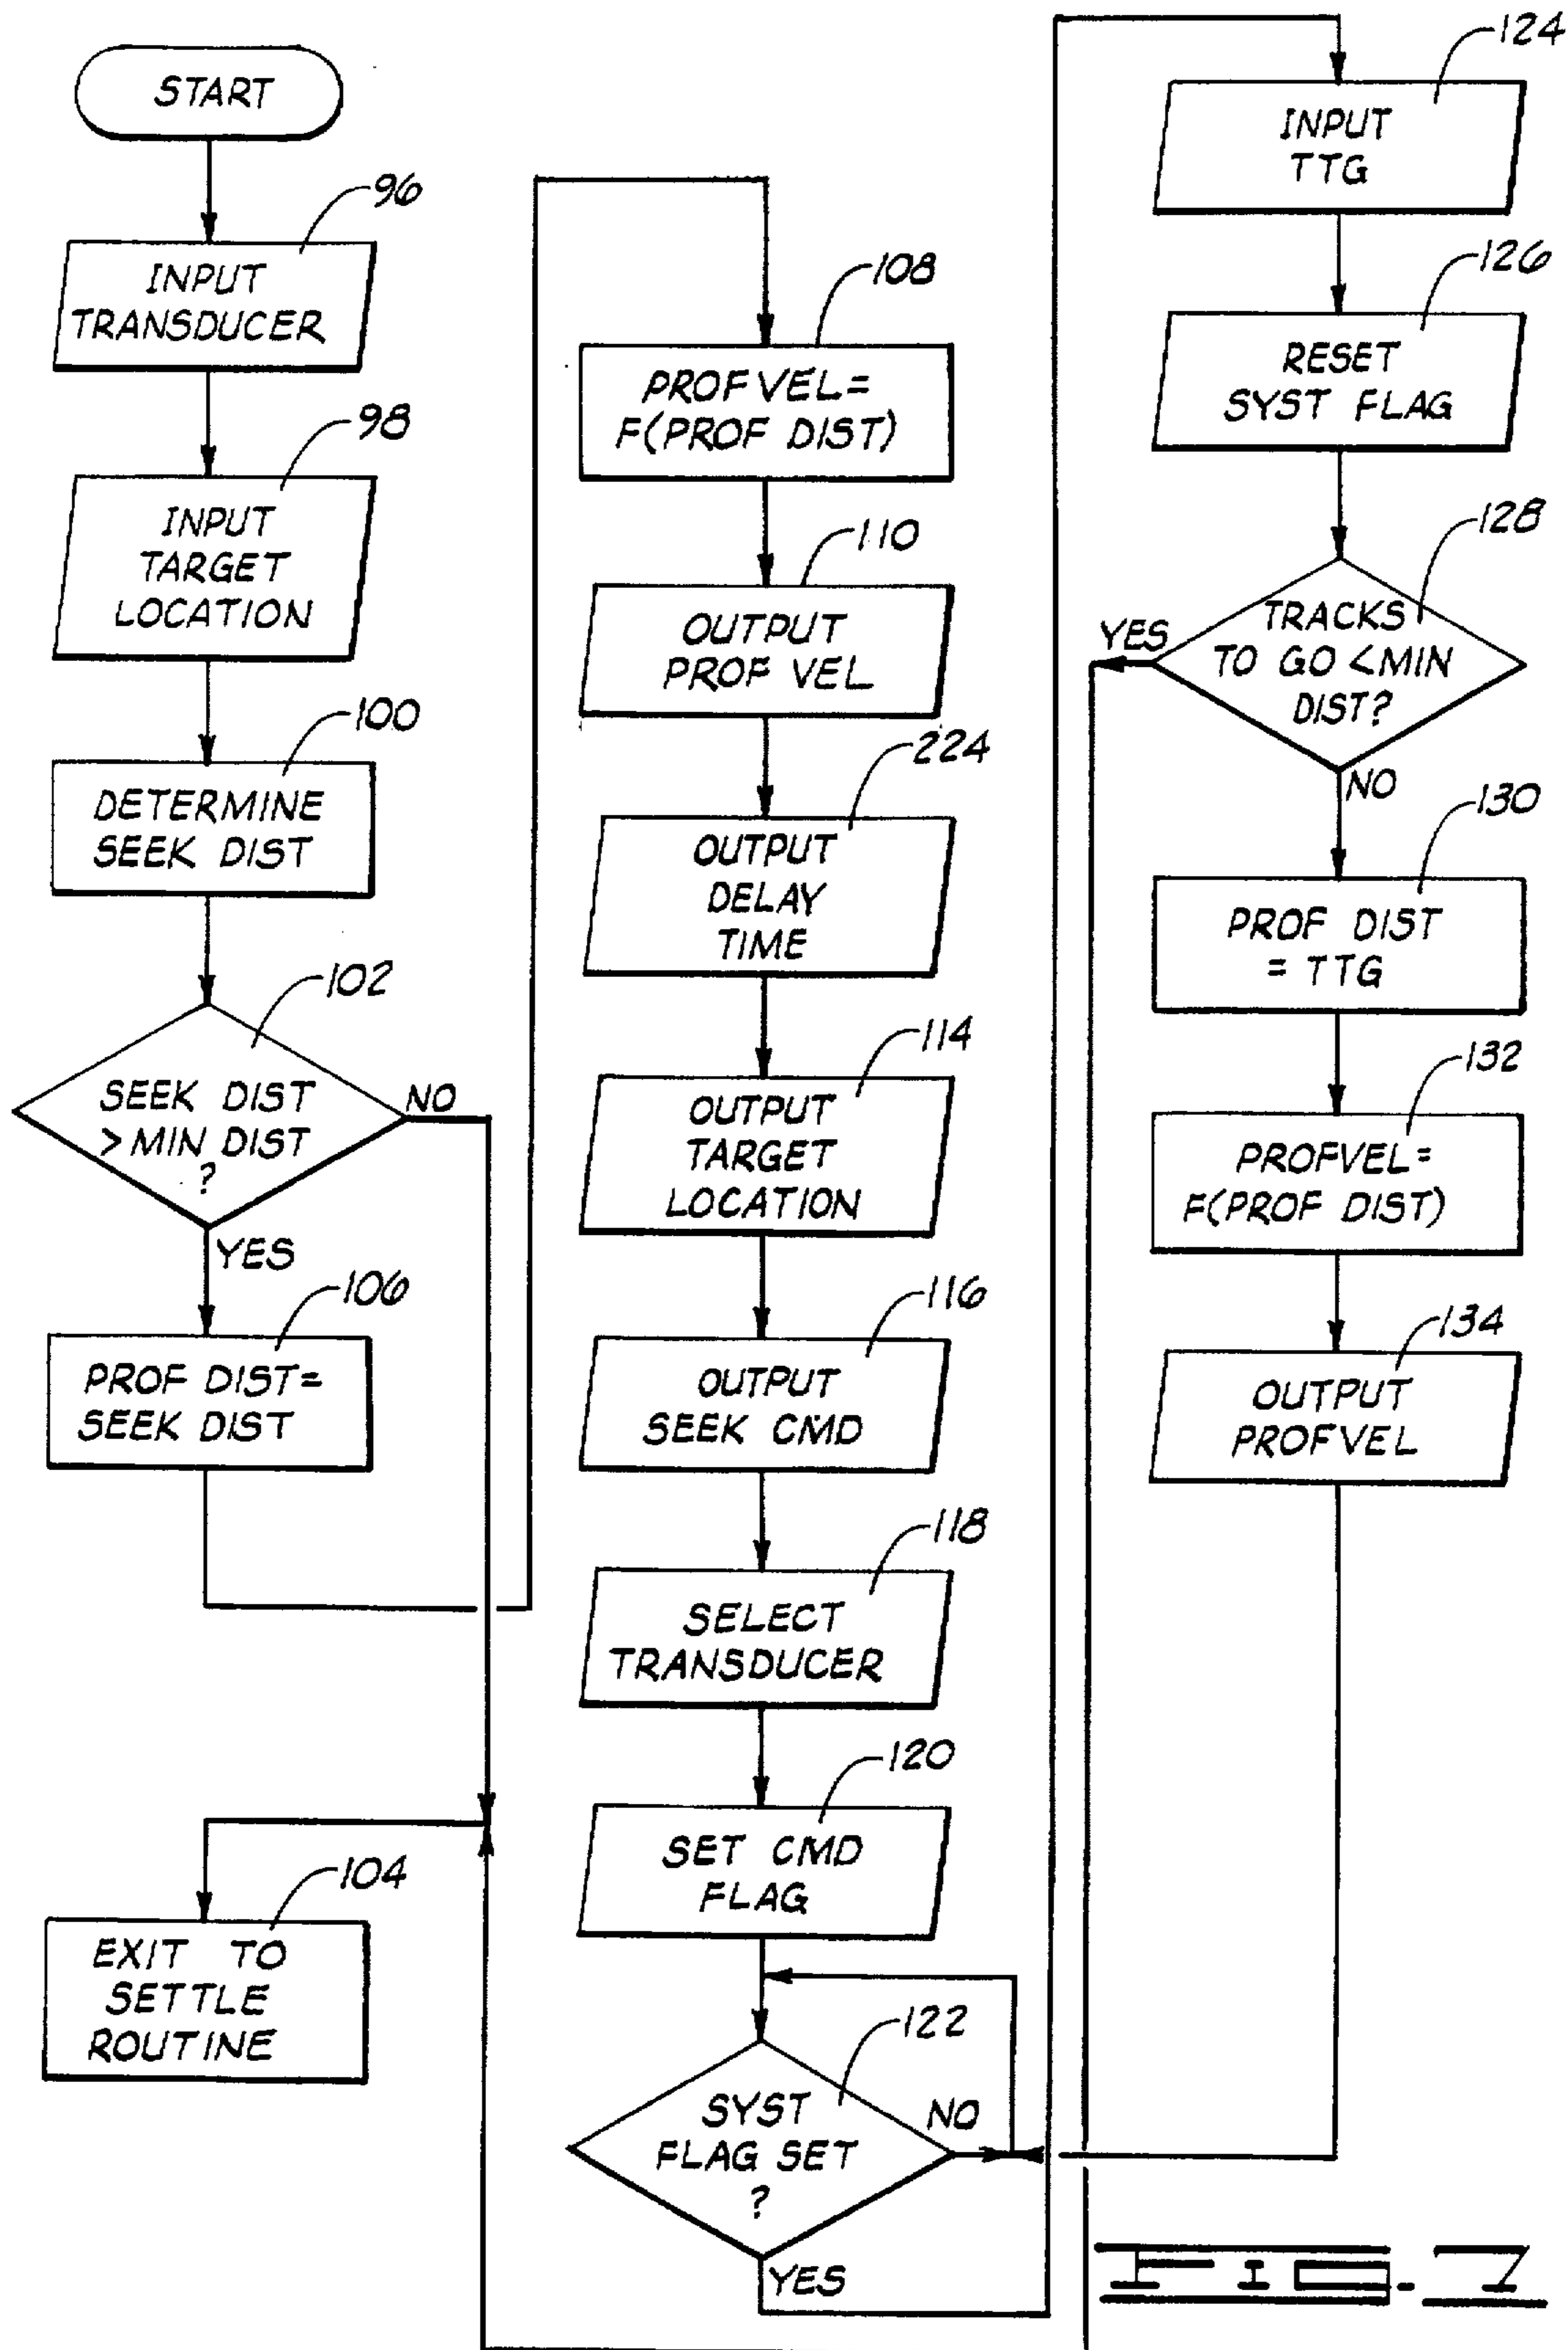 START
96
INPUT
TRANSDUCER
98
INPUT
TARGET
LOCATION
100
DETERMINE
SEEK DIST
102
SEEK DIST
> MIN DIST
?
NO
YES
106
PROF DIST=
SEEK DIST
104
EXIT TO
SETTLE
ROUTINE
108
PROFVEL=
F(PROF DIST)
110
OUTPUT
PROF VEL
224
OUTPUT
DELAY
TIME
114
OUTPUT
TARGET
LOCATION
116
OUTPUT
SEEK CMD
118
SELECT
TRANSDUCER
120
SET CMD
FLAG
122
SYST
FLAG SET
?
NO
YES
124
INPUT
TTG
126
RESET
SYST FLAG
128
TRACKS
TO GO <MIN
DIST?
YES
NO
130
PROF DIST
= TTG
132
PROFVEL=
F(PROF DIST)
134
OUTPUT
PROFVEL
FIG. 7